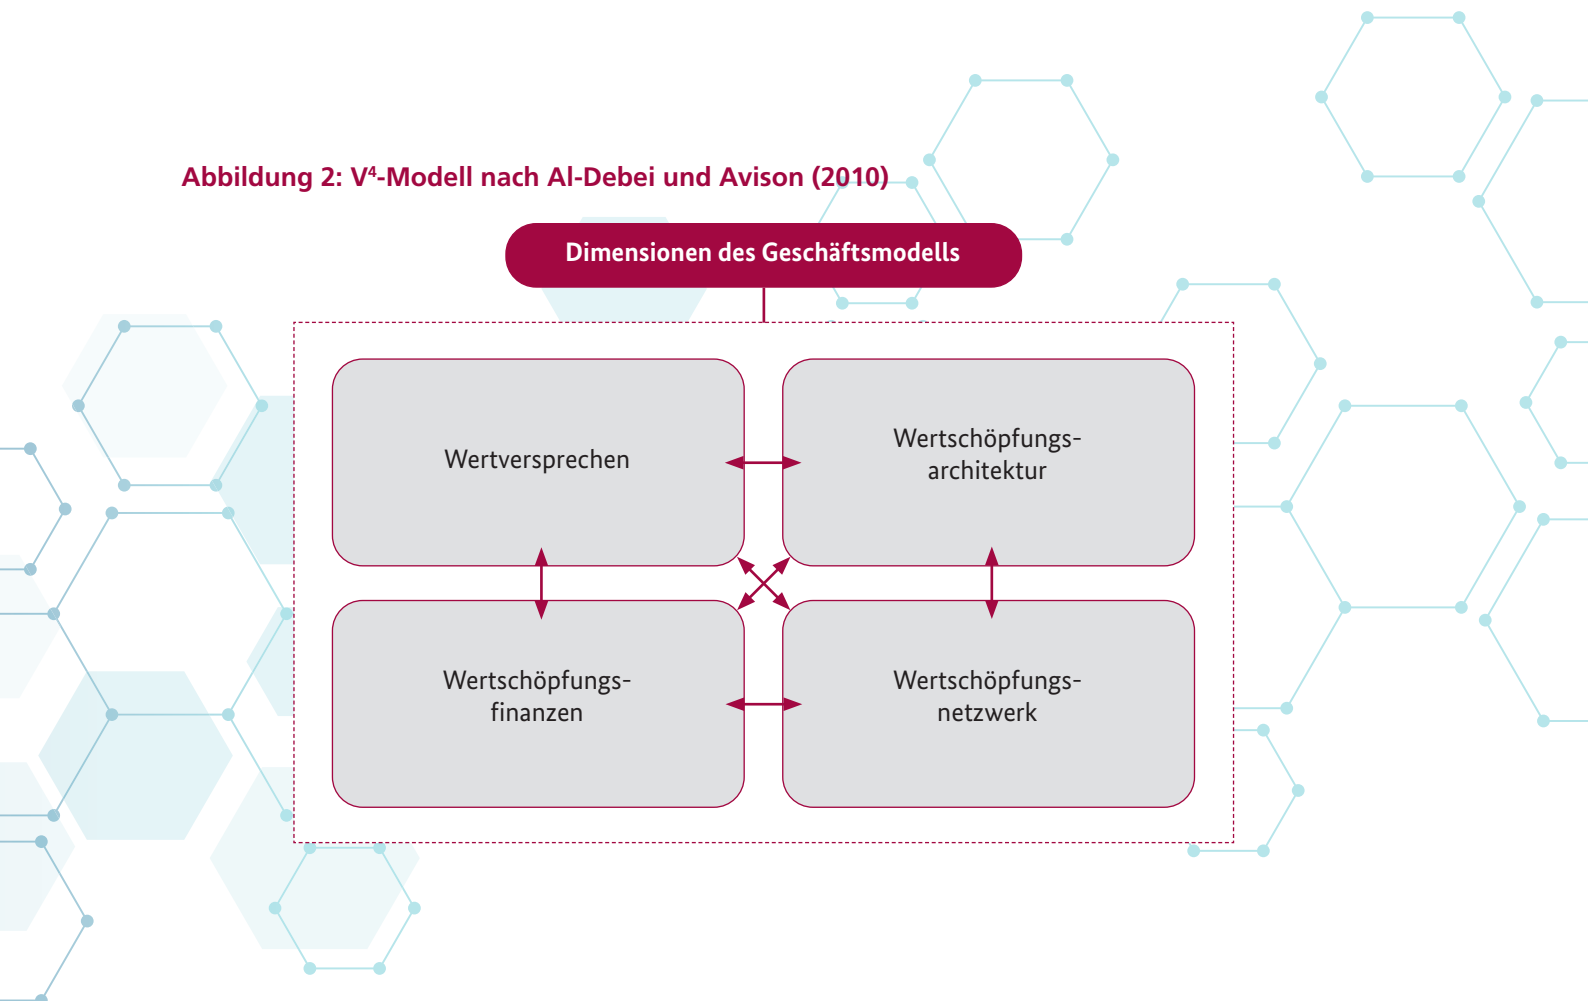 Abbildung 2: V⁴-Modell nach Al-Debei und Avison (2010)
Dimensionen des Geschäftsmodells
Wertversprechen
Wertschöpfungs-
architektur
Wertschöpfungs-
finanzen
Wertschöpfungs-
netzwerk